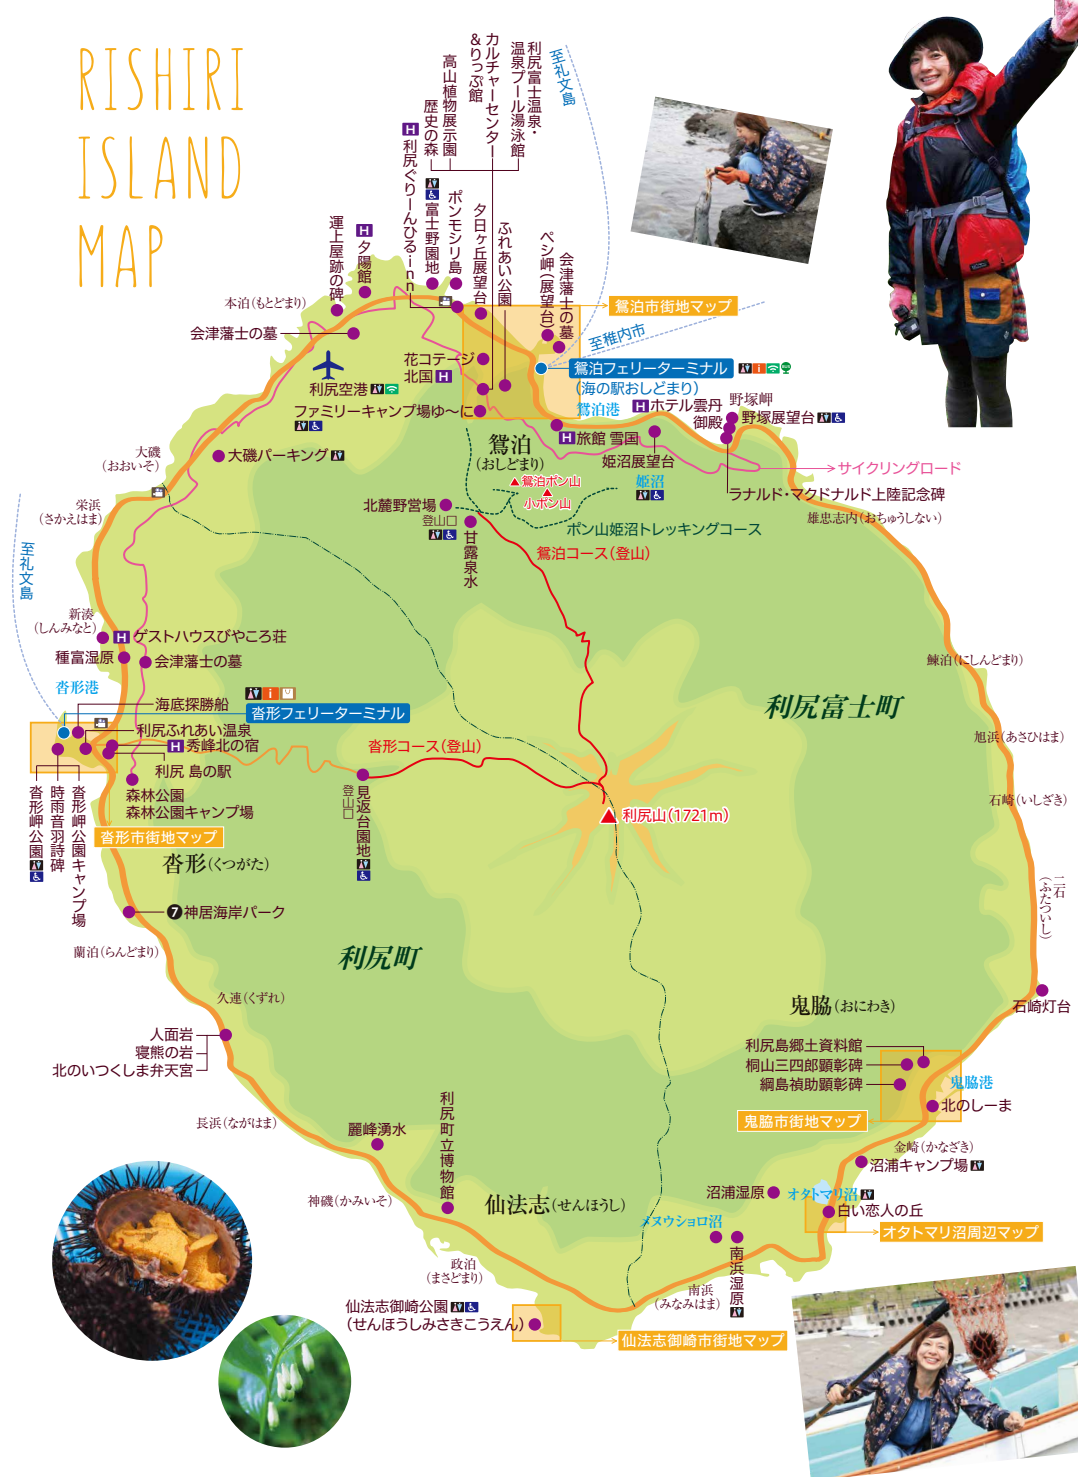 RISHIRI
ISLAND
MAP
至礼文島
利尻富士温泉・
温泉プール湯泳館
カルチャーセンター
&りっぷ館
高山植物展示園
歴史の森
H 利尻ぐりーんひるinn
富士野園地
ポンモシリ島
夕日ヶ丘展望台
ふれあい公園
ペシ岬(展望台)
会津藩士の墓
運上屋跡の碑
H 夕陽館
本泊(もとどまり)
会津藩士の墓
利尻空港
花コテージ
北国 H
ファミリーキャンプ場ゆ〜に
鴛泊市街地マップ
至稚内市
鴛泊フェリーターミナル
(海の駅おしどまり)
鴛泊港
H ホテル雲丹
御殿
野塚岬
野塚展望台
H 旅館 雪国
姫沼展望台
姫沼
サイクリングロード
ラナルド・マクドナルド上陸記念碑
雄忠志内(おちゅうしない)
大磯
(おおいそ)
大磯パーキング
鴛泊
(おしどまり)
鴛泊ポン山
小ポン山
ポン山姫沼トレッキングコース
北麓野営場
登山口
甘露泉水
鴛泊コース(登山)
栄浜
(さかえはま)
至礼文島
新湊
(しんみなと)
H ゲストハウスぴやころ荘
種富湿原
会津藩士の墓
沓形港
海底探勝船
i
沓形フェリーターミナル
利尻ふれあい温泉
H 秀峰北の宿
利尻 島の駅
森林公園
森林公園キャンプ場
沓形岬公園
時雨音羽詩碑
沓形岬公園キャンプ場
沓形市街地マップ
沓形(くつがた)
沓形コース(登山)
登山口
見返台園地
利尻山(1721m)
利尻富士町
鰊泊(にしんどまり)
旭浜(あさひはま)
石崎(いしざき)
二石
(ふたついし)
石崎灯台
7 神居海岸パーク
蘭泊(らんどまり)
利尻町
久連(くずれ)
人面岩
寝熊の岩
北のいつくしま弁天宮
長浜(ながはま)
鬼脇(おにわき)
利尻島郷土資料館
桐山三四郎顕彰碑
綱島禎助顕彰碑
鬼脇港
北のしーま
鬼脇市街地マップ
金崎(かなざき)
沼浦キャンプ場
沼浦湿原
オタトマリ沼
白い恋人の丘
オタトマリ沼周辺マップ
麗峰湧水
利尻町立博物館
神磯(かみいそ)
仙法志(せんほうし)
メヌウショロ沼
南浜湿原
南浜
(みなみはま)
政泊
(まさどまり)
仙法志御崎公園
(せんほうしみさきこうえん)
仙法志御崎市街地マップ